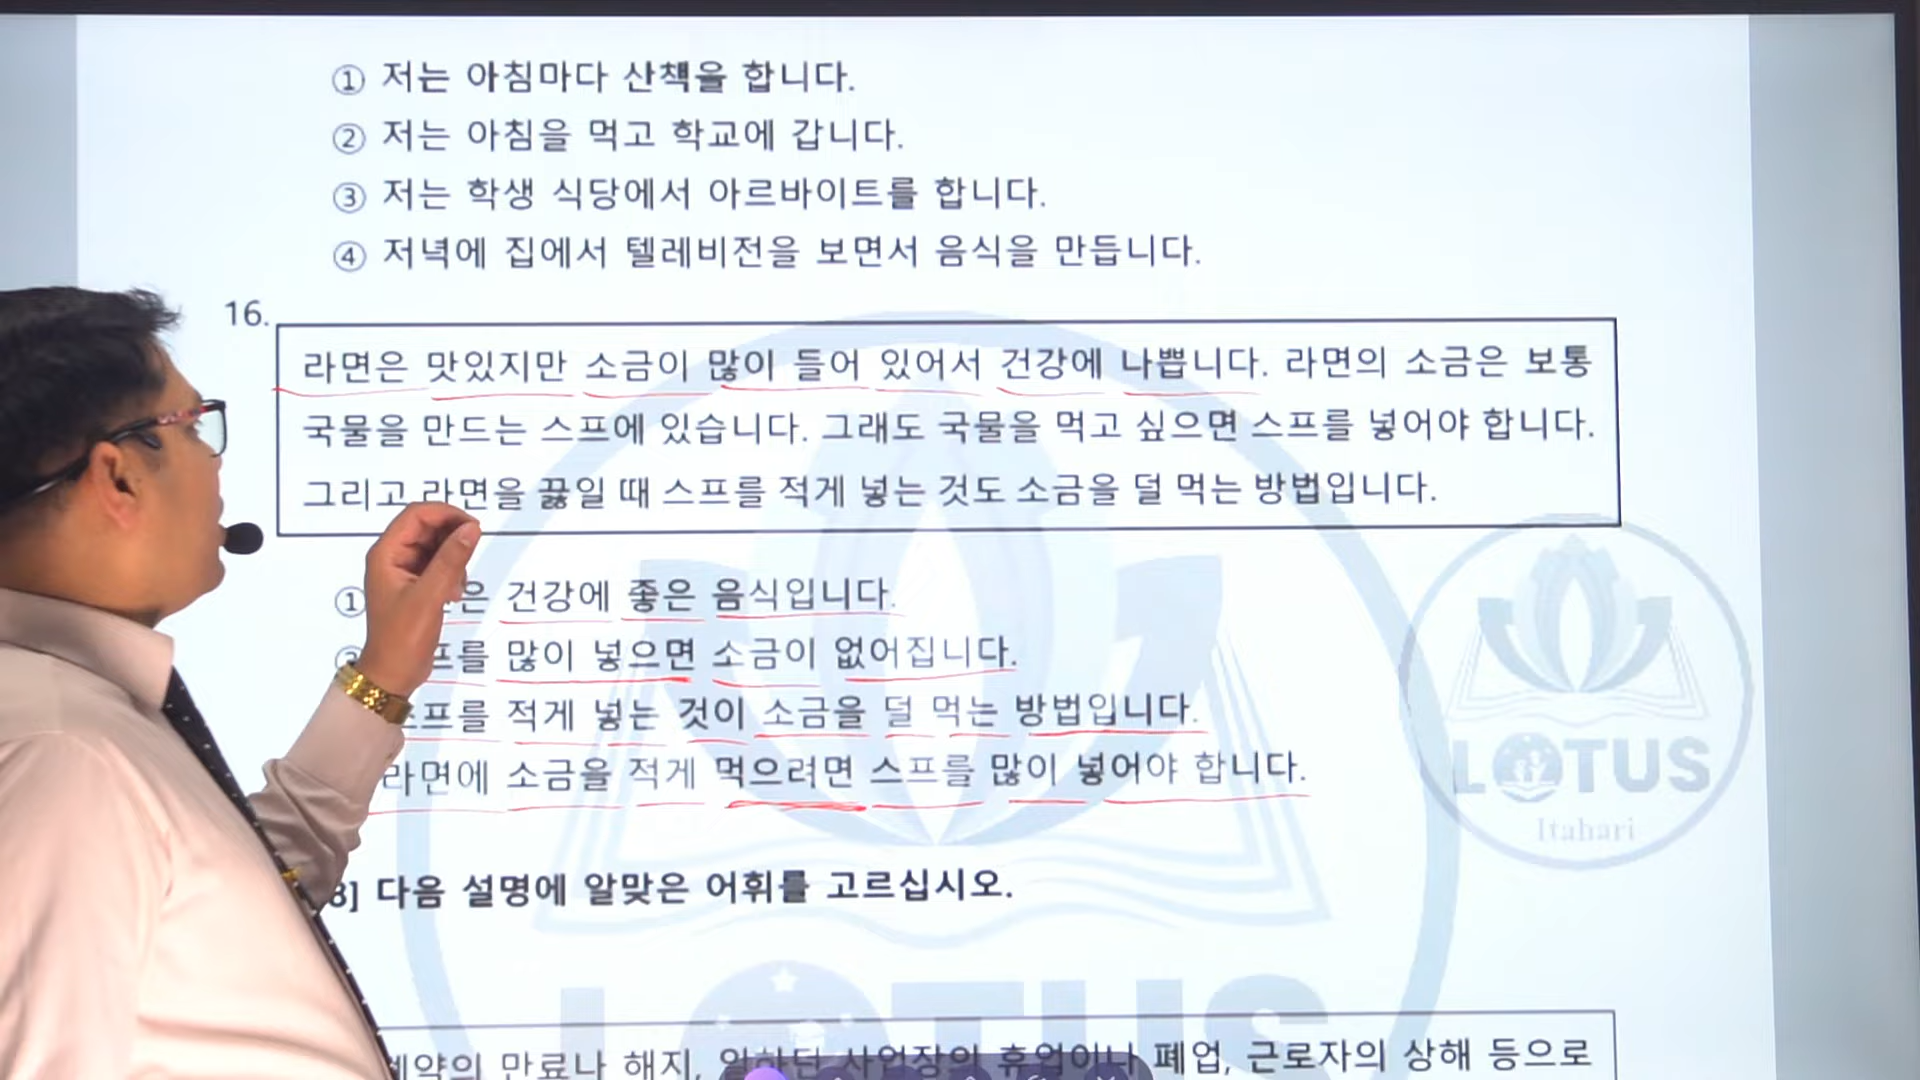 ① 저는 아침마다 산책을 합니다.
② 저는 아침을 먹고 학교에 갑니다.
③ 저는 학생 식당에서 아르바이트를 합니다.
④ 저녁에 집에서 텔레비전을 보면서 음식을 만듭니다.
16.
라면은 맛있지만 소금이 많이 들어 있어서 건강에 나쁩니다. 라면의 소금은 보통
국물을 만드는 스프에 있습니다. 그래도 국물을 먹고 싶으면 스프를 넣어야 합니다.
그리고 라면을 끓일 때 스프를 적게 넣는 것도 소금을 덜 먹는 방법입니다.
① 은 건강에 좋은 음식입니다.
프를 많이 넣으면 소금이 없어집니다.
스프를 적게 넣는 것이 소금을 덜 먹는 방법입니다.
라면에 소금을 적게 먹으려면 스프를 많이 넣어야 합니다.
LOTUS
Itahari
8] 다음 설명에 알맞은 어휘를 고르십시오.
LOTUS
계약의 만료나 해지, 일하던 사업장의 휴업이나 폐업, 근로자의 상해 등으로